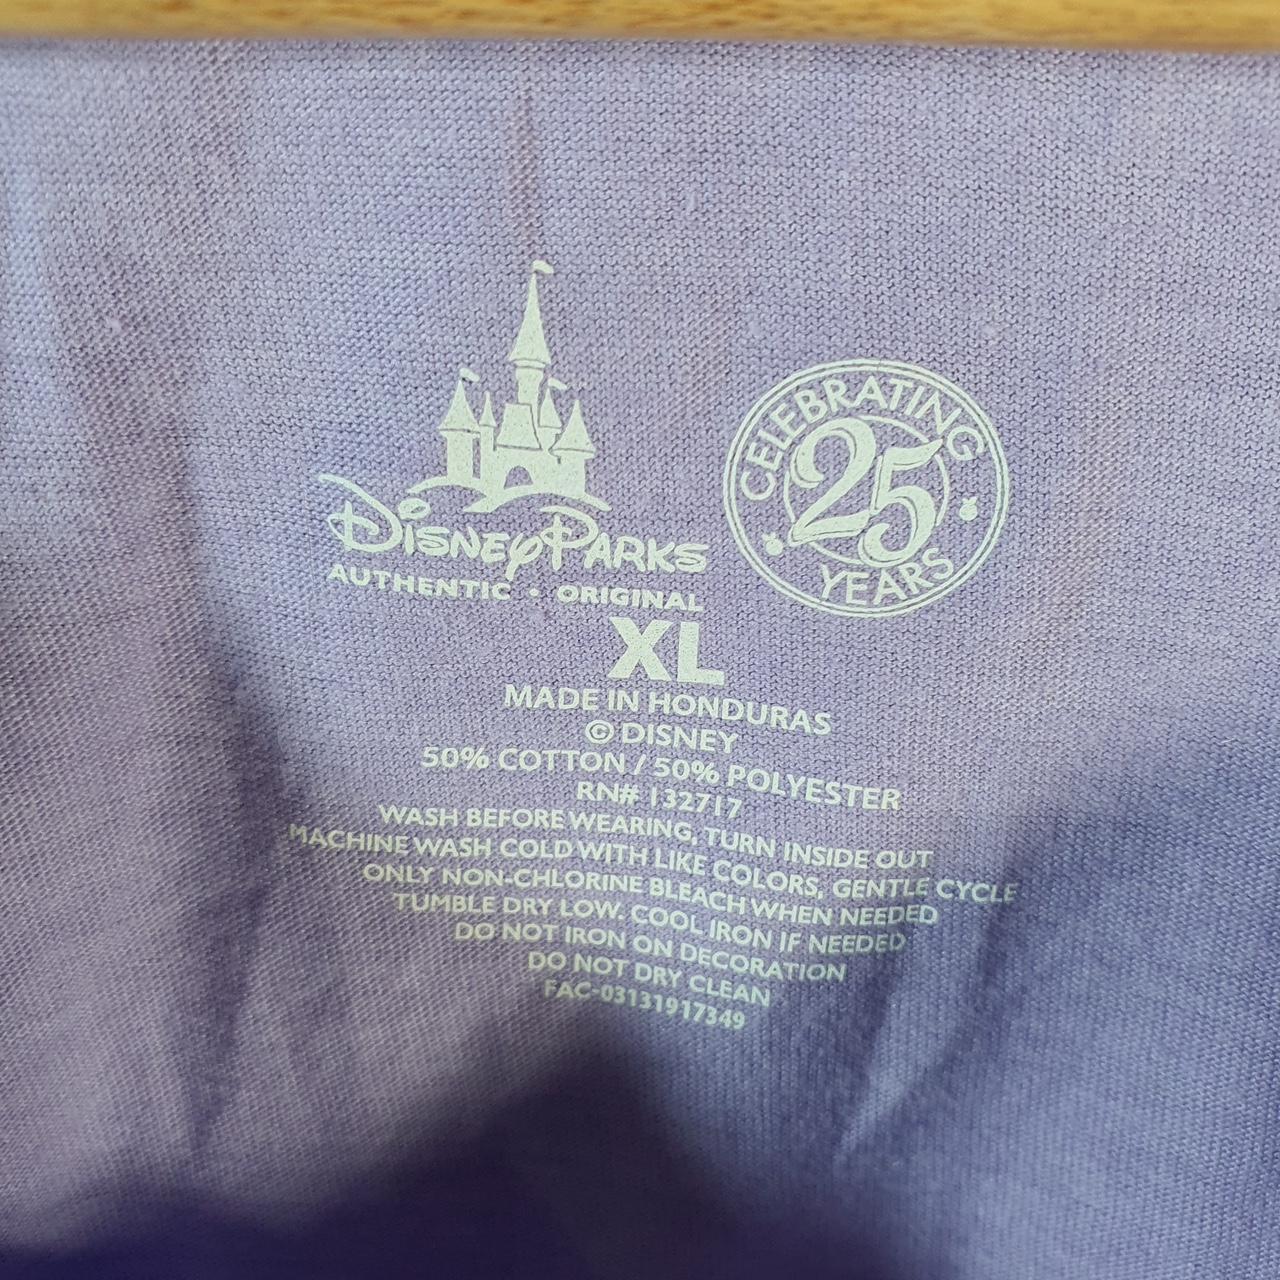 DISNEY PARKS
AUTHENTIC • ORIGINAL
CELEBRATING
25
YEARS
XL
MADE IN HONDURAS
© DISNEY
50% COTTON / 50% POLYESTER
RN# 132717
WASH BEFORE WEARING, TURN INSIDE OUT
MACHINE WASH COLD WITH LIKE COLORS, GENTLE CYCLE
ONLY NON-CHLORINE BLEACH WHEN NEEDED
TUMBLE DRY LOW. COOL IRON IF NEEDED
DO NOT IRON ON DECORATION
DO NOT DRY CLEAN
FAC-03131917349